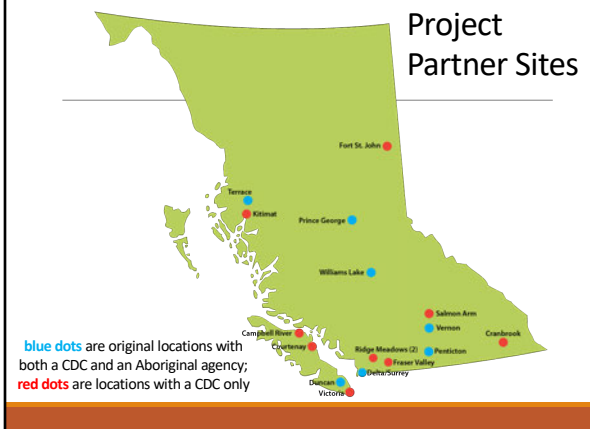 Project
Partner Sites
Fort St. John
Terrace
Kitimat
Prince George
Williams Lake
Salmon Arm
Vernon
Cranbrook
Campbell River
Courtenay
Ridge Meadows (2)
Penticton
Fraser Valley
Delta/Surrey
Duncan
Victoria
blue dots are original locations with
both a CDC and an Aboriginal agency;
red dots are locations with a CDC only